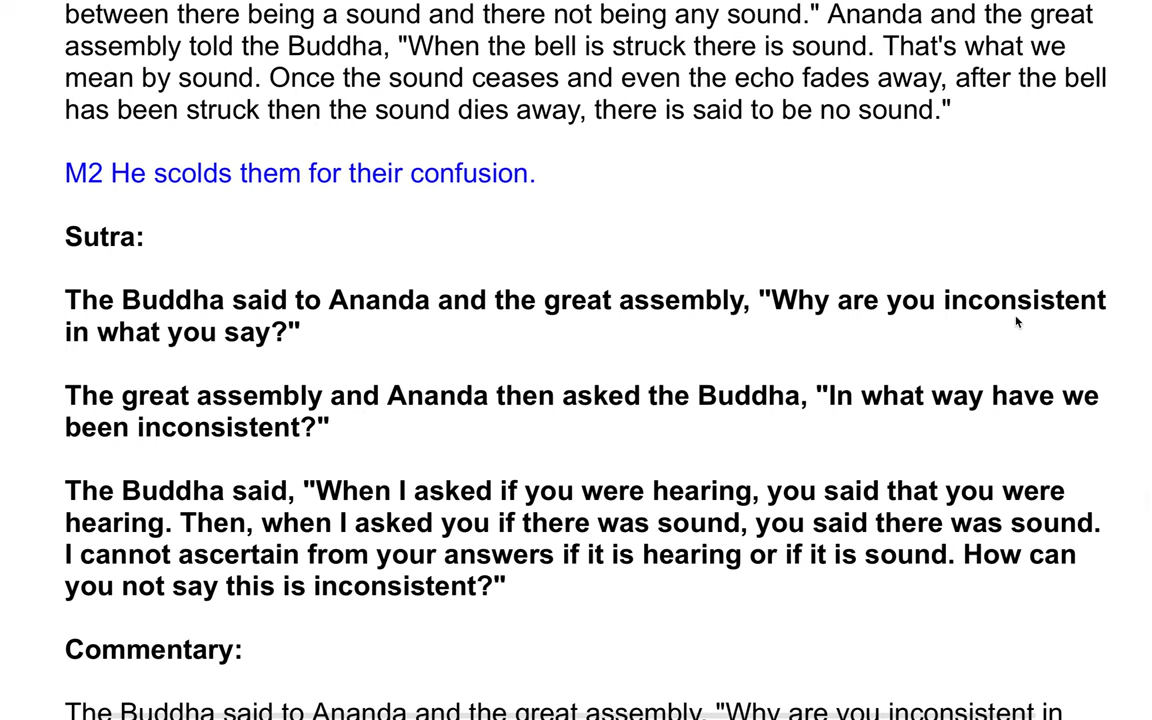 between there being a sound and there not being any sound." Ananda and the great
assembly told the Buddha, "When the bell is struck there is sound. That's what we
mean by sound. Once the sound ceases and even the echo fades away, after the bell
has been struck then the sound dies away, there is said to be no sound."
M2 He scolds them for their confusion.
Sutra:
The Buddha said to Ananda and the great assembly, "Why are you inconsistent
in what you say?"
The great assembly and Ananda then asked the Buddha, "In what way have we
been inconsistent?"
The Buddha said, "When I asked if you were hearing, you said that you were
hearing. Then, when I asked you if there was sound, you said there was sound.
I cannot ascertain from your answers if it is hearing or if it is sound. How can
you not say this is inconsistent?"
Commentary:
The Buddha said to Ananda and the great assembly, "Why are you inconsistent in